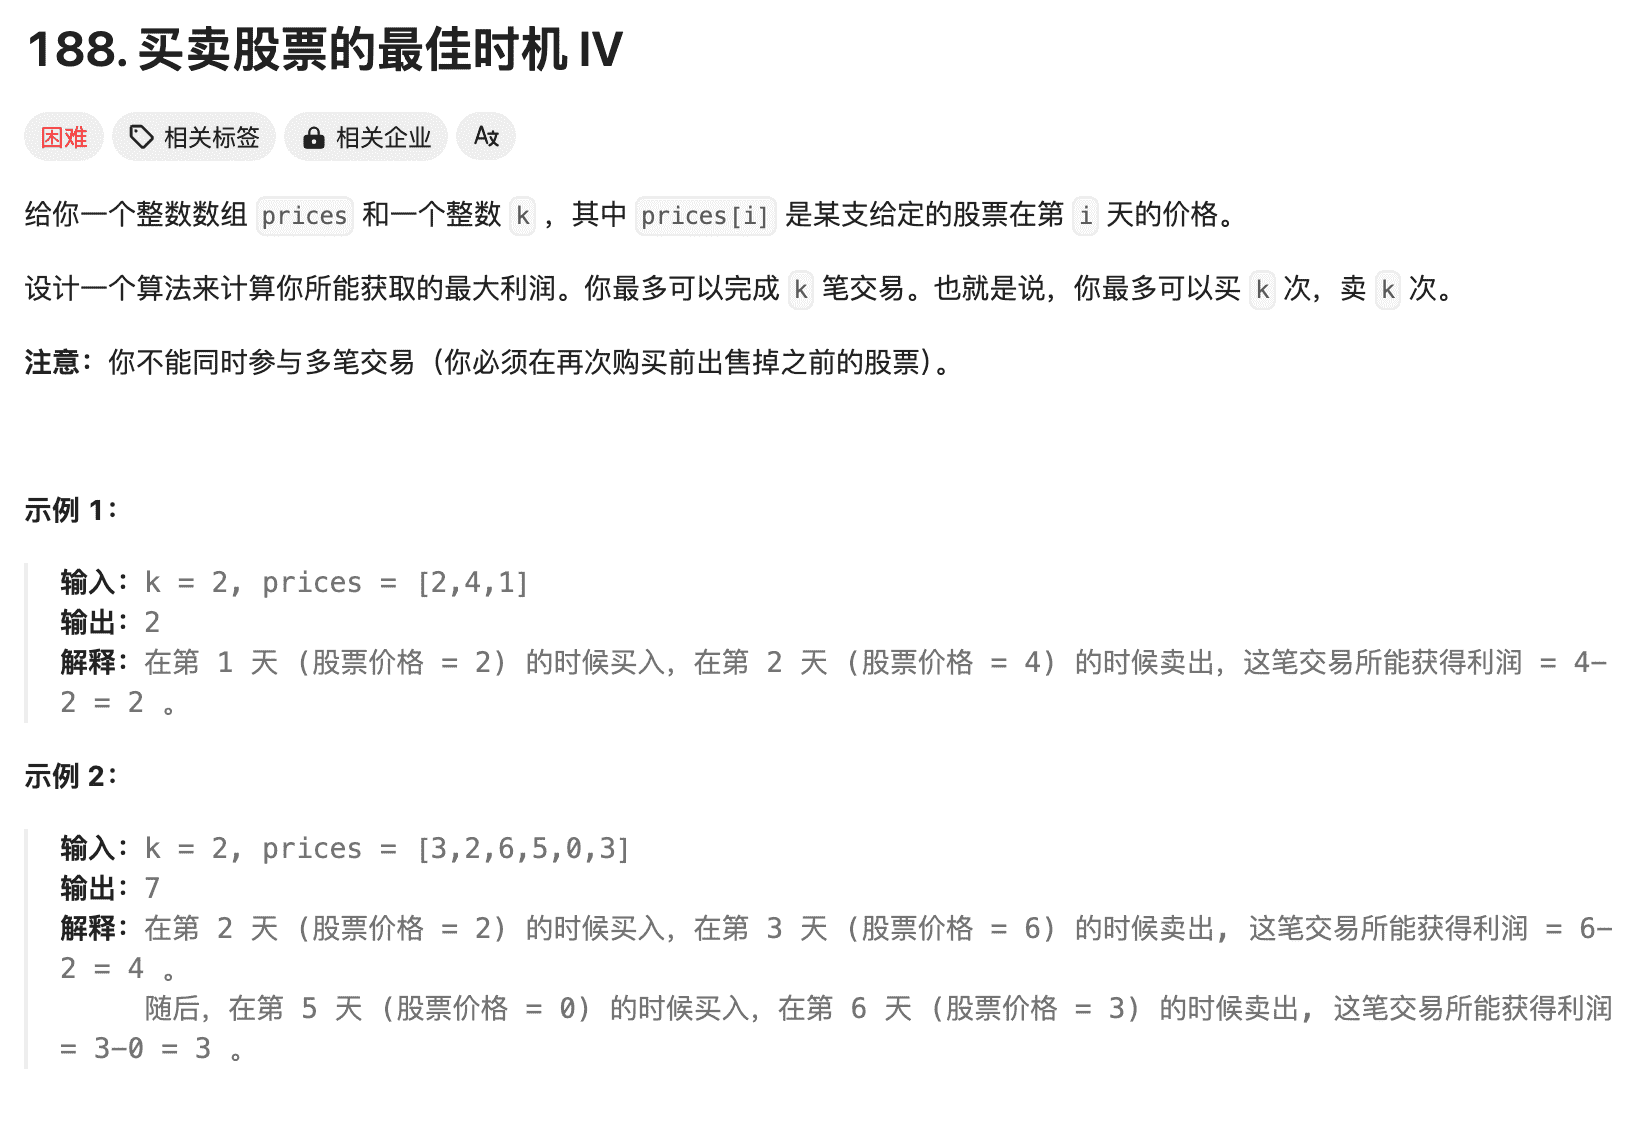 188. 买卖股票的最佳时机 IV
困难 相关标签 相关企业 A文
给你一个整数数组 prices 和一个整数 k ，其中 prices[i] 是某支给定的股票在第 i 天的价格。
设计一个算法来计算你所能获取的最大利润。你最多可以完成 k 笔交易。也就是说，你最多可以买 k 次，卖 k 次。
注意：你不能同时参与多笔交易（你必须在再次购买前出售掉之前的股票）。
示例 1：
输入：k = 2, prices = [2,4,1]
输出：2
解释：在第 1 天 (股票价格 = 2) 的时候买入，在第 2 天 (股票价格 = 4) 的时候卖出，这笔交易所能获得利润 = 4-
2 = 2 。
示例 2：
输入：k = 2, prices = [3,2,6,5,0,3]
输出：7
解释：在第 2 天 (股票价格 = 2) 的时候买入，在第 3 天 (股票价格 = 6) 的时候卖出, 这笔交易所能获得利润 = 6-
2 = 4 。
随后，在第 5 天 (股票价格 = 0) 的时候买入，在第 6 天 (股票价格 = 3) 的时候卖出, 这笔交易所能获得利润
= 3-0 = 3 。